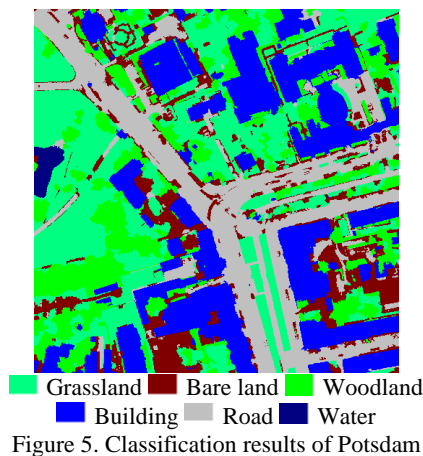 Grassland Bare land Woodland
Building Road Water
Figure 5. Classification results of Potsdam